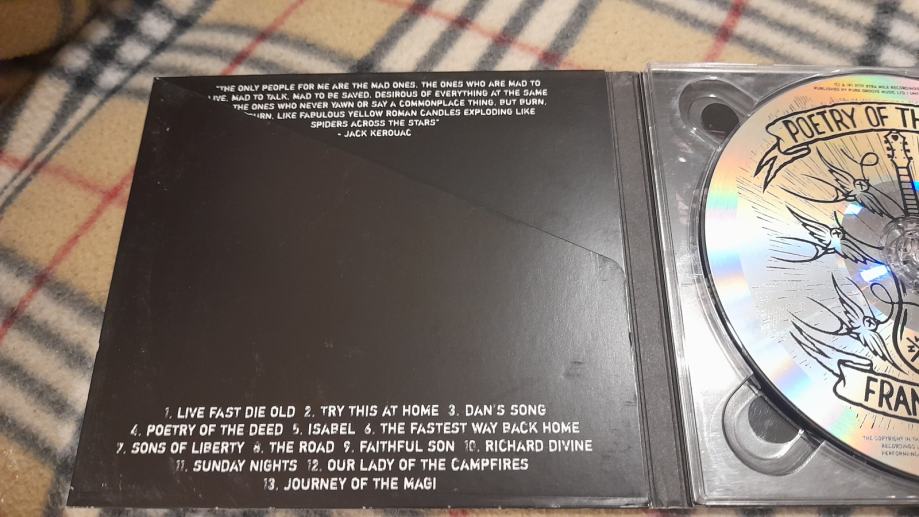 "THE ONLY PEOPLE FOR ME ARE THE MAD ONES, THE ONES WHO ARE MAD TO
LIVE, MAD TO TALK, MAD TO BE SAVED, DESIROUS OF EVERYTHING AT THE SAME
THE ONES WHO NEVER YAWN OR SAY A COMMONPLACE THING, BUT BURN,
BURN, LIKE FABULOUS YELLOW ROMAN CANDLES EXPLODING LIKE
SPIDERS ACROSS THE STARS"
- JACK KEROUAC
1. LIVE FAST DIE OLD 2. TRY THIS AT HOME 3. DAN'S SONG
4. POETRY OF THE DEED 5. ISABEL 6. THE FASTEST WAY BACK HOME
7. SONS OF LIBERTY 8. THE ROAD 9. FAITHFUL SON 10. RICHARD DIVINE
11. SUNDAY NIGHTS 12. OUR LADY OF THE CAMPFIRES
13. JOURNEY OF THE MAGI
POETRY OF TH
FRAN